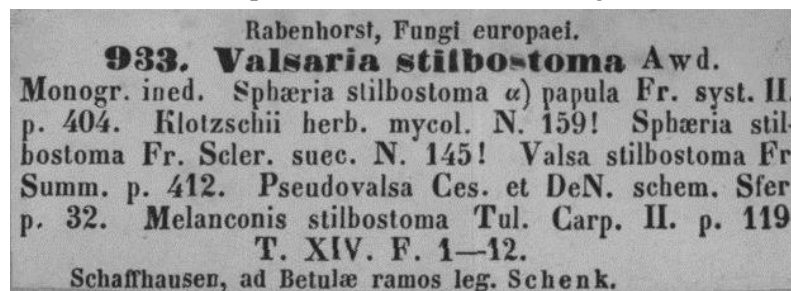 Rabenhorst, Fungi europaei.
933. Valsaria stilbostoma Awd.
Monogr. ined. Sphæria stilbostoma α) papula Fr. syst. II.
p. 404. Klotzschii herb. mycol. N. 159! Sphæria stil-
bostoma Fr. Scler. suec. N. 145! Valsa stilbostoma Fr
Summ. p. 412. Pseudovalsa Ces. et DeN. schem. Sfer
p. 32. Melanconis stilbostoma Tul. Carp. II. p. 119
T. XIV. F. 1—12.
Schaffhausen, ad Betulæ ramos leg. Schenk.